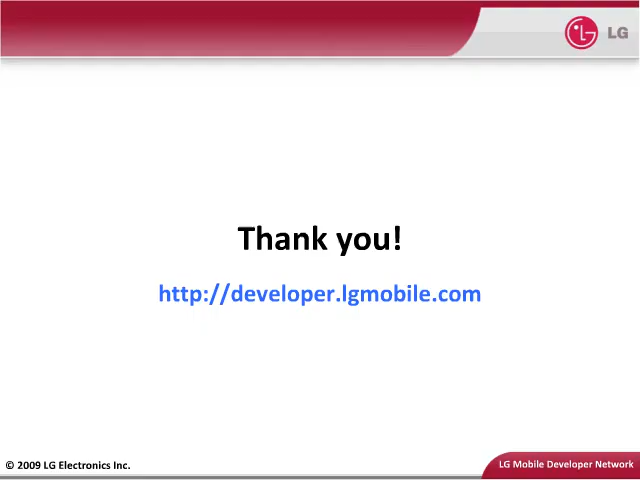 LG
Thank you!
http://developer.lgmobile.com
© 2009 LG Electronics Inc.
LG Mobile Developer Network